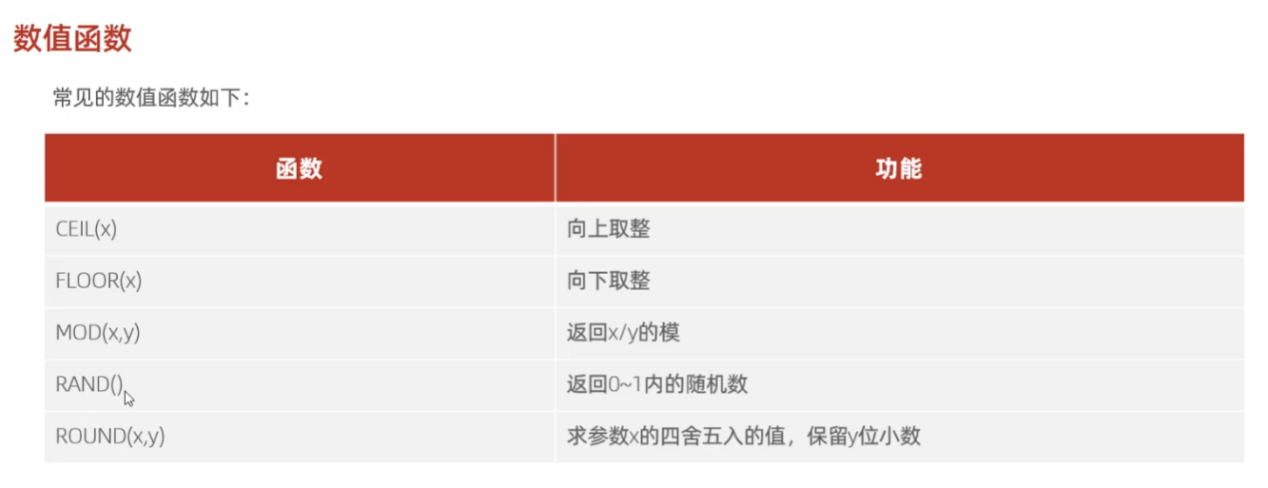 数值函数
常见的数值函数如下：
函数 功能
CEIL(x) 向上取整
FLOOR(x) 向下取整
MOD(x,y) 返回x/y的模
RAND() 返回0~1内的随机数
ROUND(x,y) 求参数x的四舍五入的值，保留y位小数